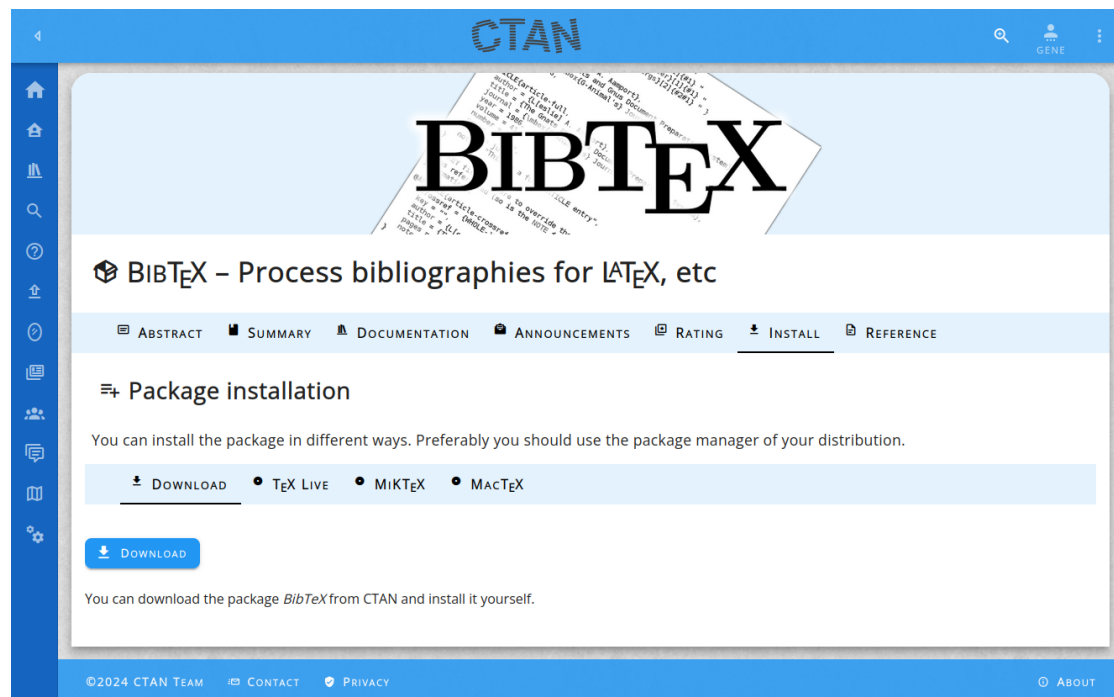 CTAN
GENE
BIBTEX
BIBTEX – Process bibliographies for LATEX, etc
ABSTRACT SUMMARY DOCUMENTATION ANNOUNCEMENTS RATING INSTALL REFERENCE
Package installation
You can install the package in different ways. Preferably you should use the package manager of your distribution.
DOWNLOAD TEX LIVE MIKTEX MACTEX
DOWNLOAD
You can download the package BibTeX from CTAN and install it yourself.
©2024 CTAN TEAM CONTACT PRIVACY ABOUT